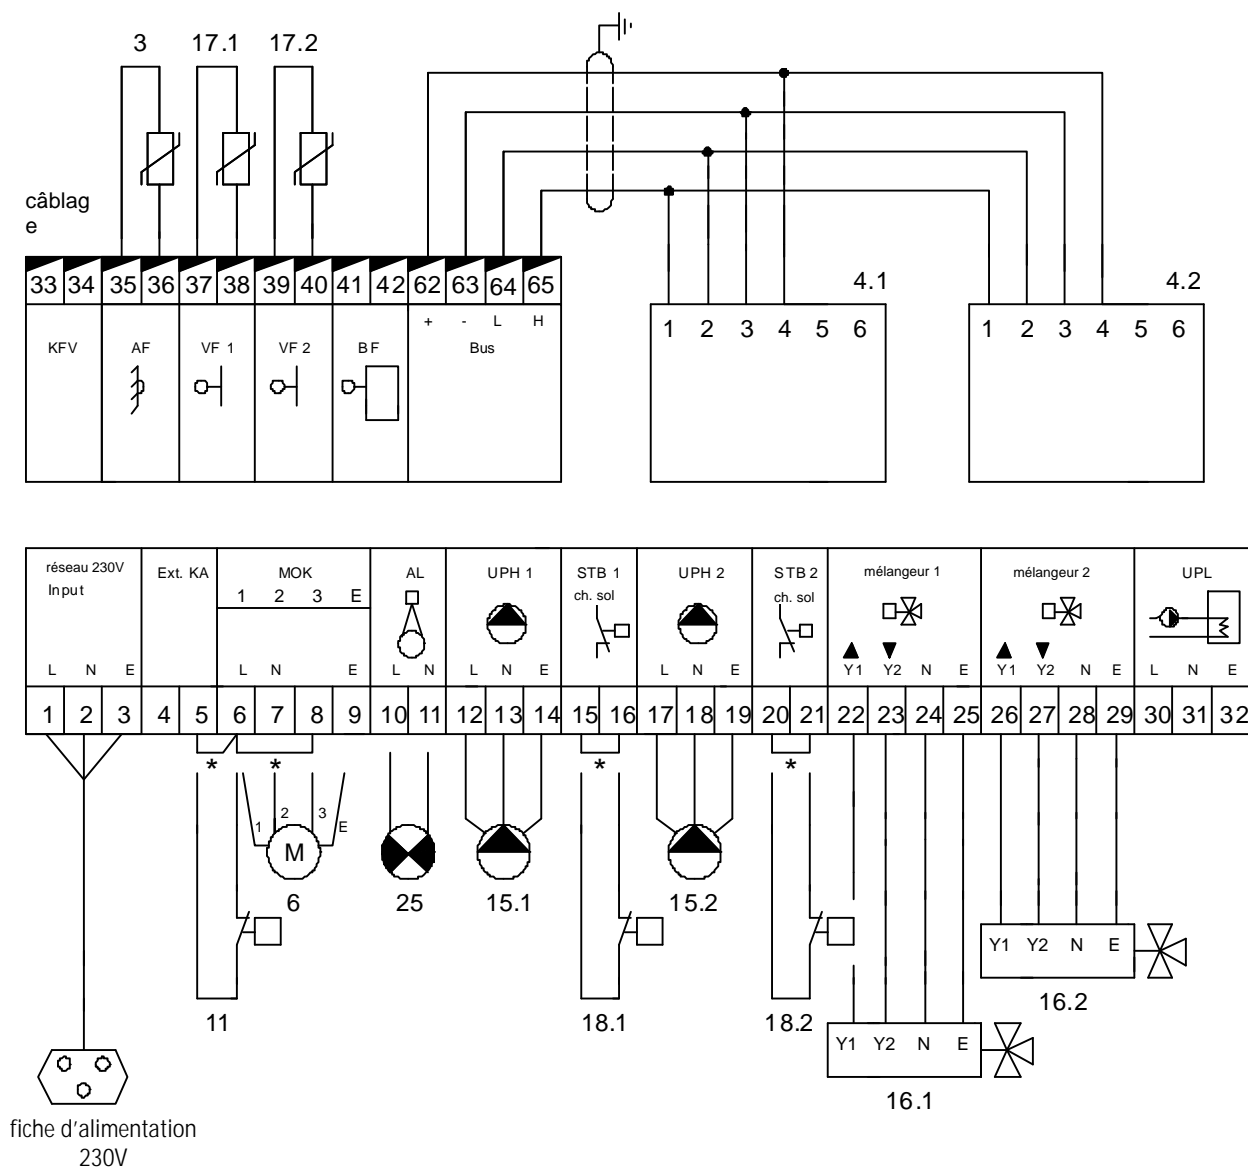 3 17.1 17.2
câblag
e
33 34 35 36 37 38 39 40 41 42 62 63 64 65
+ - L H
KFV AF VF 1 VF 2 BF Bus
4.1
1 2 3 4 5 6
4.2
1 2 3 4 5 6
réseau 230V Ext. KA MOK AL UPH 1 STB 1 UPH 2 STB 2 mélangeur 1 mélangeur 2 UPL
Input 1 2 3 E ch. sol ch. sol
L N E L N E L N L N E L N E Y1 Y2 N E Y1 Y2 N E L N E
1 2 3 4 5 6 7 8 9 10 11 12 13 14 15 16 17 18 19 20 21 22 23 24 25 26 27 28 29 30 31 32
* * * *
1 2 3 E
M
6 25 15.1 15.2
Y1 Y2 N E
16.2
11 18.1 18.2
Y1 Y2 N E
16.1
fiche d'alimentation
230V